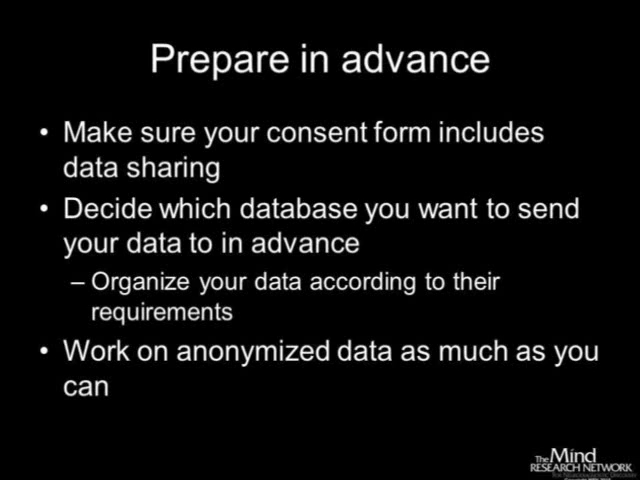 Prepare in advance
• Make sure your consent form includes
data sharing
• Decide which database you want to send
your data to in advance
– Organize your data according to their
requirements
• Work on anonymized data as much as you
can
The Mind
RESEARCH NETWORK